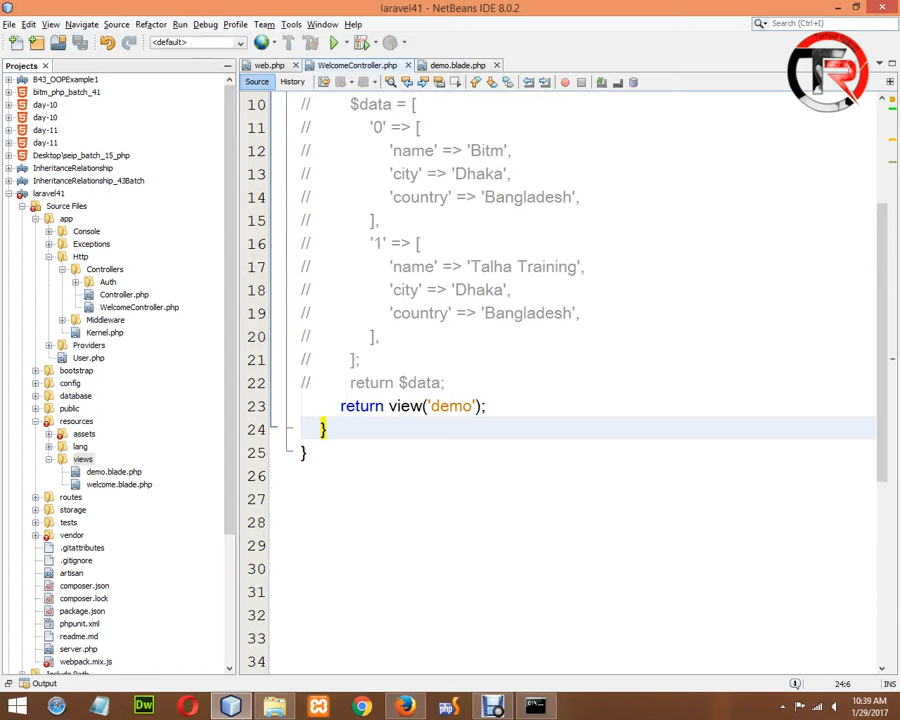 laravel41 - NetBeans IDE 8.0.2
File Edit View Navigate Source Refactor Run Debug Profile Team Tools Window Help
Search (Ctrl+I)
<default>
Projects
web.php WelcomeController.php demo.blade.php
Source History
B43_OOPExample1
bitm_php_batch_41
day-10
day-10
day-11
day-11
Desktop\seip_batch_15_php
InheritanceRelationship
InheritanceRelationship_43Batch
laravel41
Source Files
app
Console
Exceptions
Http
Controllers
Auth
Controller.php
WelcomeController.php
Middleware
Kernel.php
Providers
User.php
bootstrap
config
database
public
resources
assets
lang
views
demo.blade.php
welcome.blade.php
routes
storage
tests
vendor
.gitattributes
.gitignore
artisan
composer.json
composer.lock
package.json
phpunit.xml
readme.md
server.php
webpack.mix.js
Include Path
10 // $data = [
11 // '0' => [
12 // 'name' => 'Bitm',
13 // 'city' => 'Dhaka',
14 // 'country' => 'Bangladesh',
15 // ],
16 // '1' => [
17 // 'name' => 'Talha Training',
18 // 'city' => 'Dhaka',
19 // 'country' => 'Bangladesh',
20 // ],
21 // ];
22 // return $data;
23 return view('demo');
24 }
25 }
26
27
28
29
30
31
32
33
34
Output
24:6 INS
Dw
php
10:39 AM
1/29/2017